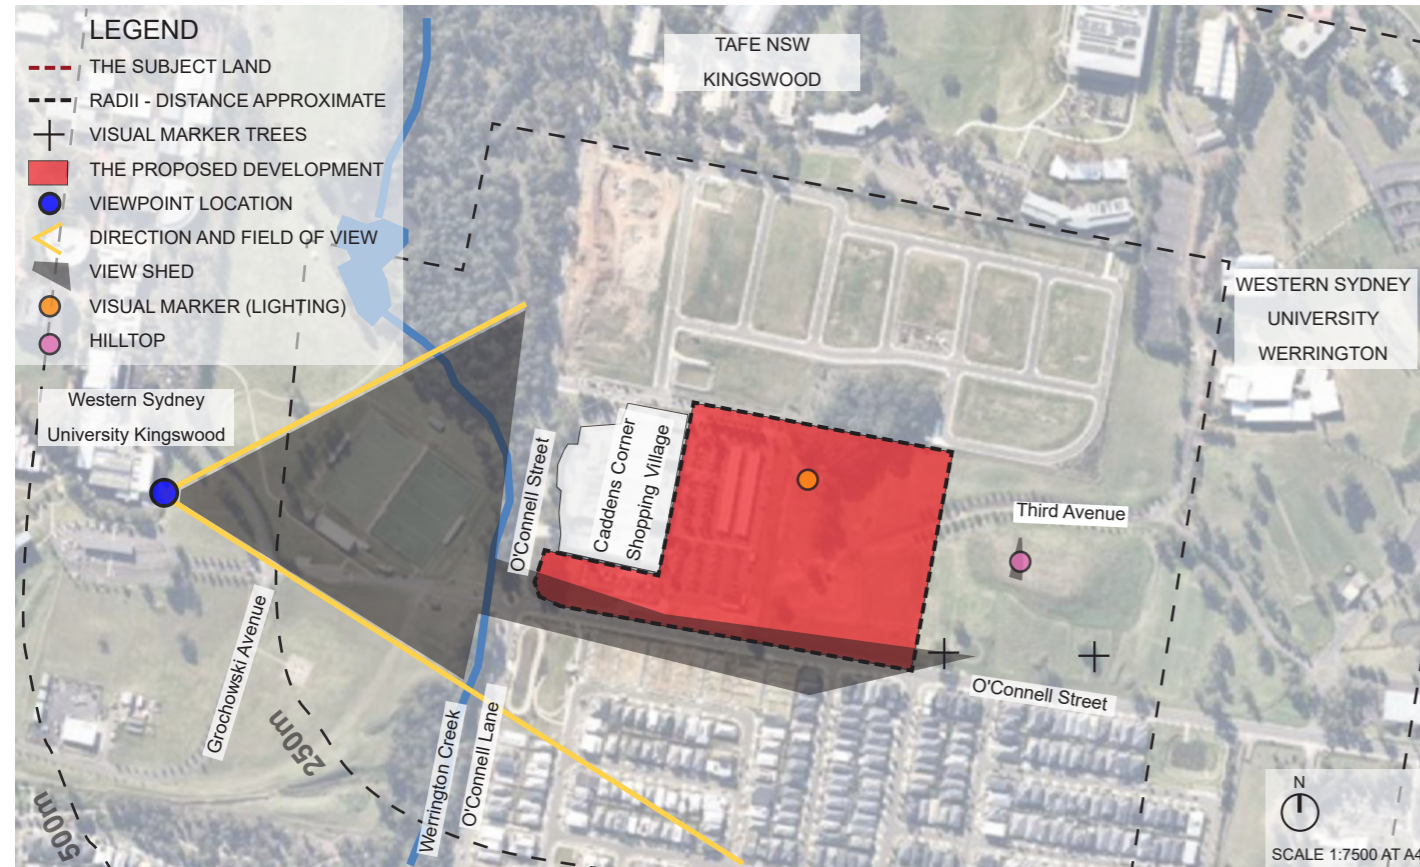 LEGEND
THE SUBJECT LAND
RADII - DISTANCE APPROXIMATE
VISUAL MARKER TREES
THE PROPOSED DEVELOPMENT
VIEWPOINT LOCATION
DIRECTION AND FIELD OF VIEW
VIEW SHED
VISUAL MARKER (LIGHTING)
HILLTOP
TAFE NSW
KINGSWOOD
WESTERN SYDNEY
UNIVERSITY
WERRINGTON
Western Sydney
University Kingswood
O'Connell Street
Caddens Corner
Shopping Village
Third Avenue
O'Connell Street
Grochowski Avenue
250m
500m
Werrington Creek
O'Connell Lane
N
SCALE 1:7500 AT A4